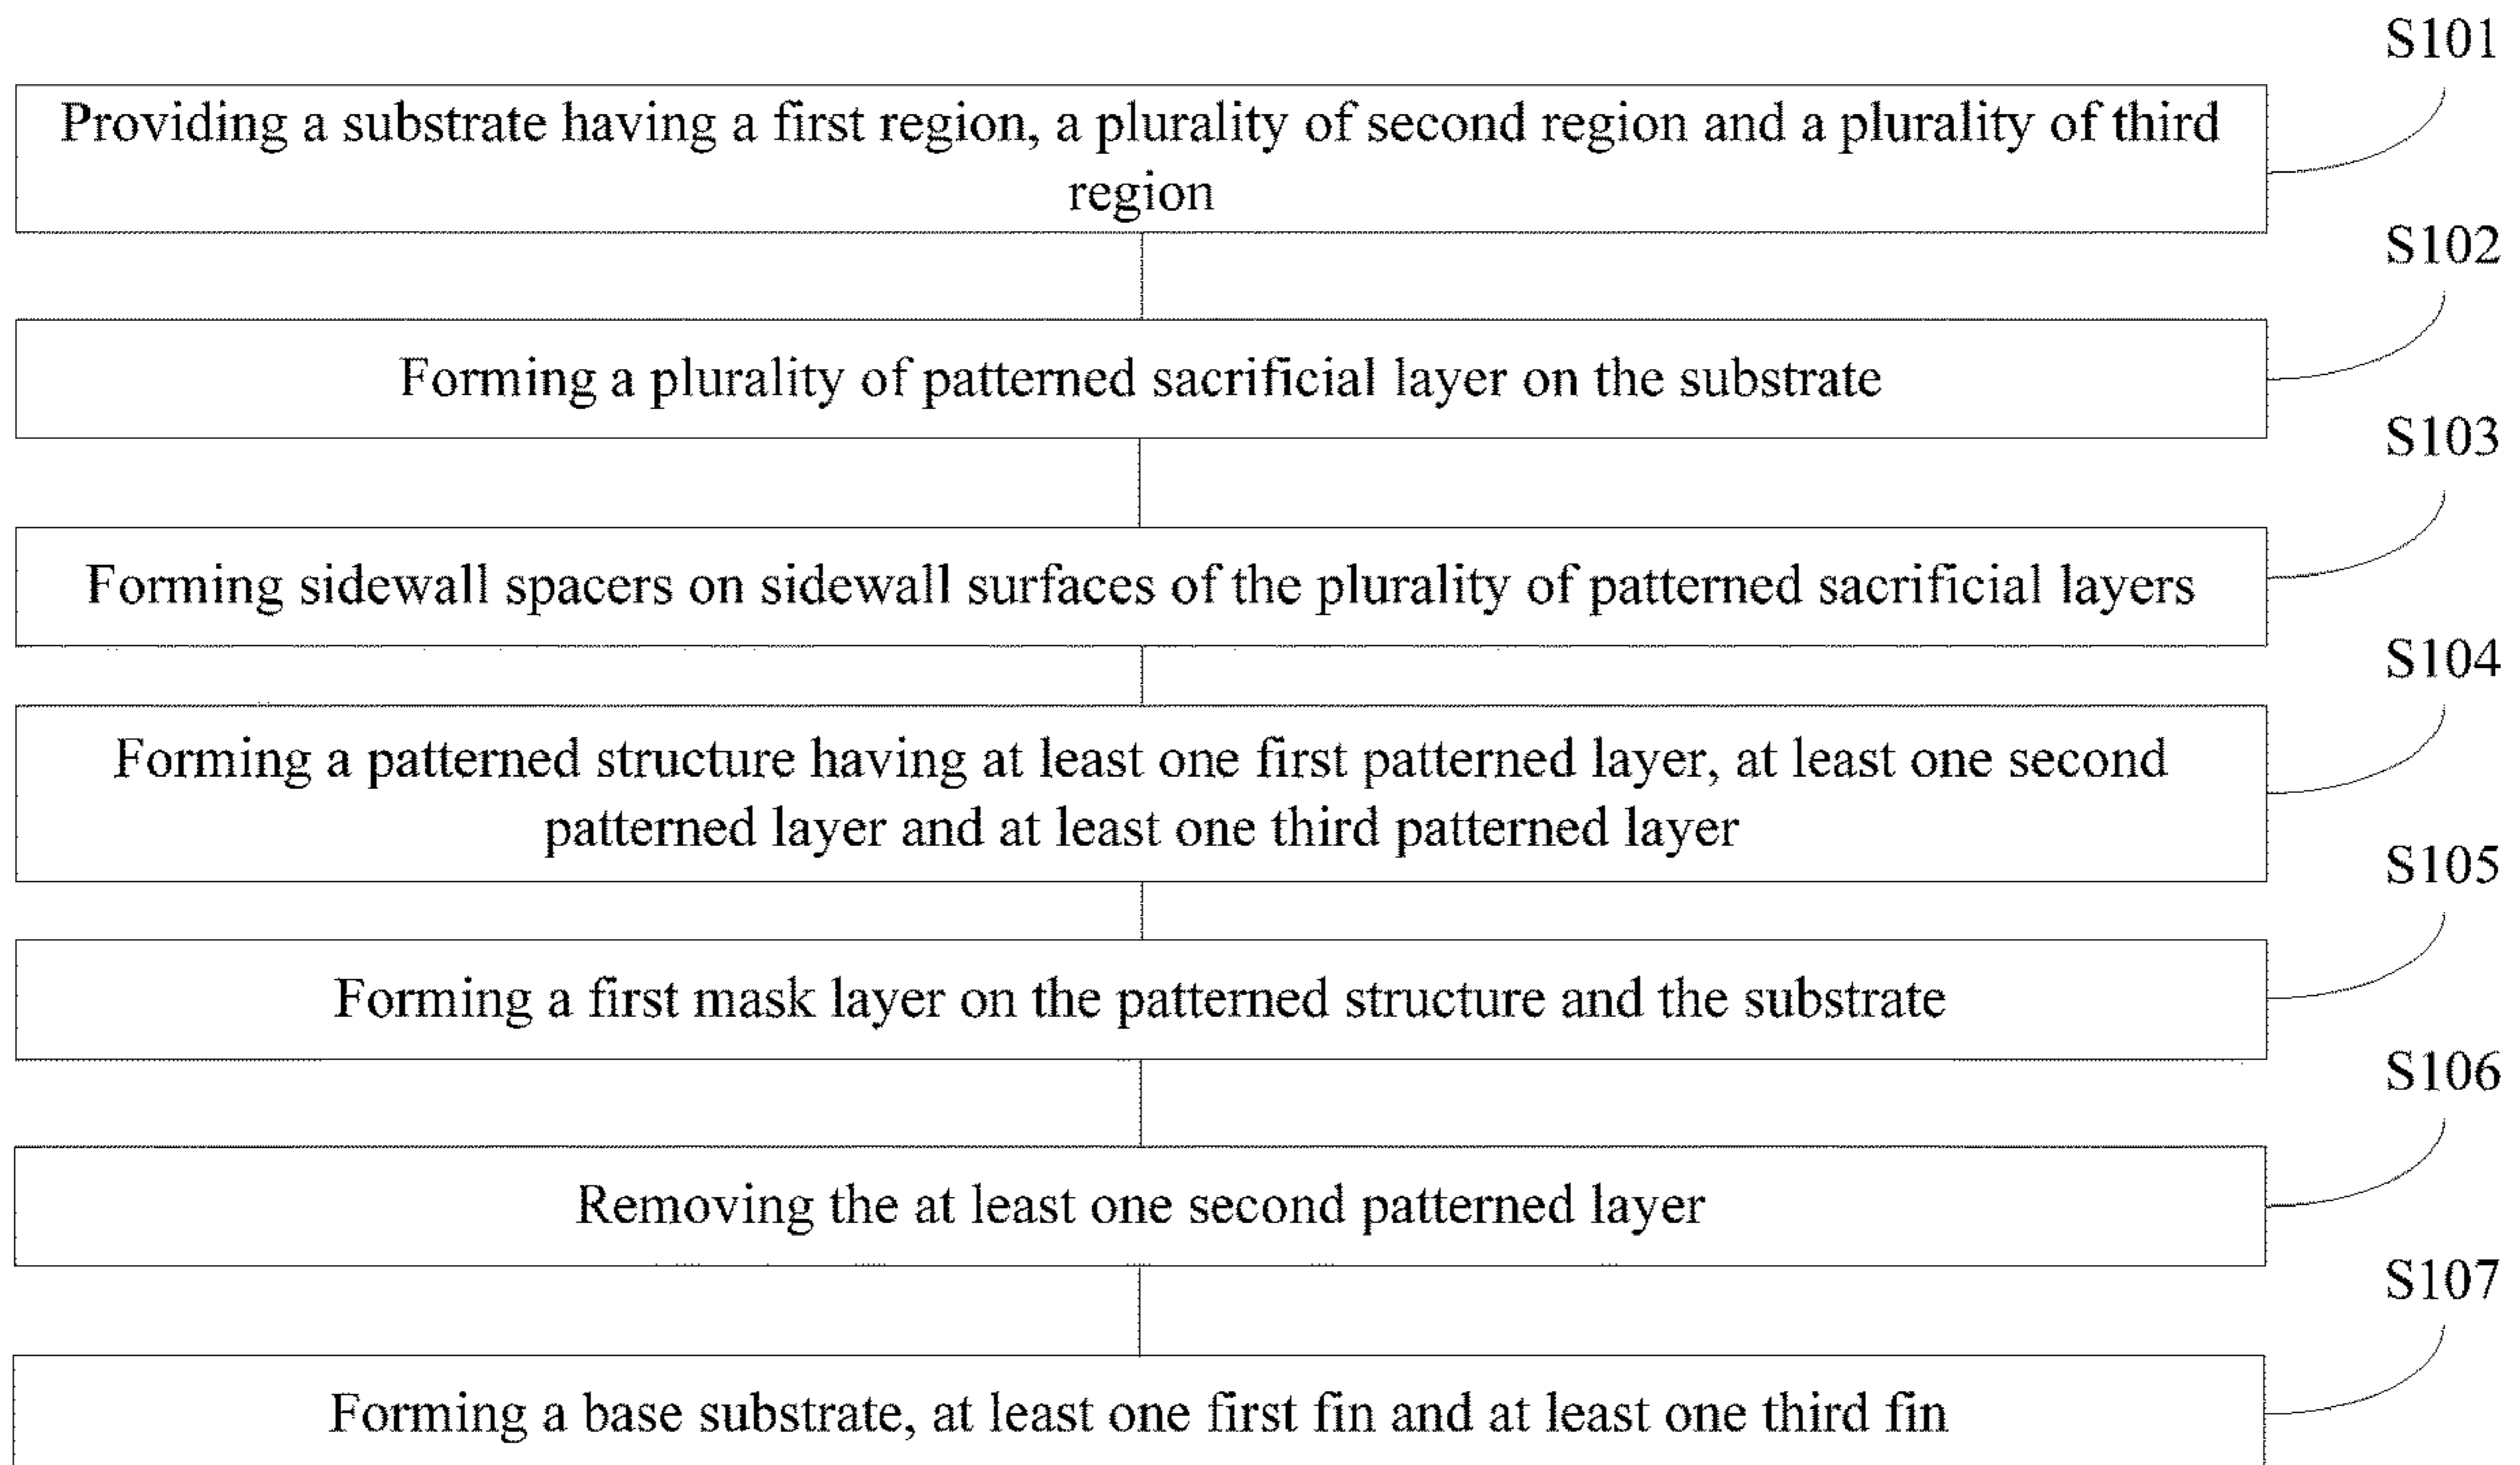 S101
Providing a substrate having a first region, a plurality of second region and a plurality of third
region
S102
Forming a plurality of patterned sacrificial layer on the substrate
S103
Forming sidewall spacers on sidewall surfaces of the plurality of patterned sacrificial layers
S104
Forming a patterned structure having at least one first patterned layer, at least one second
patterned layer and at least one third patterned layer
S105
Forming a first mask layer on the patterned structure and the substrate
S106
Removing the at least one second patterned layer
S107
Forming a base substrate, at least one first fin and at least one third fin